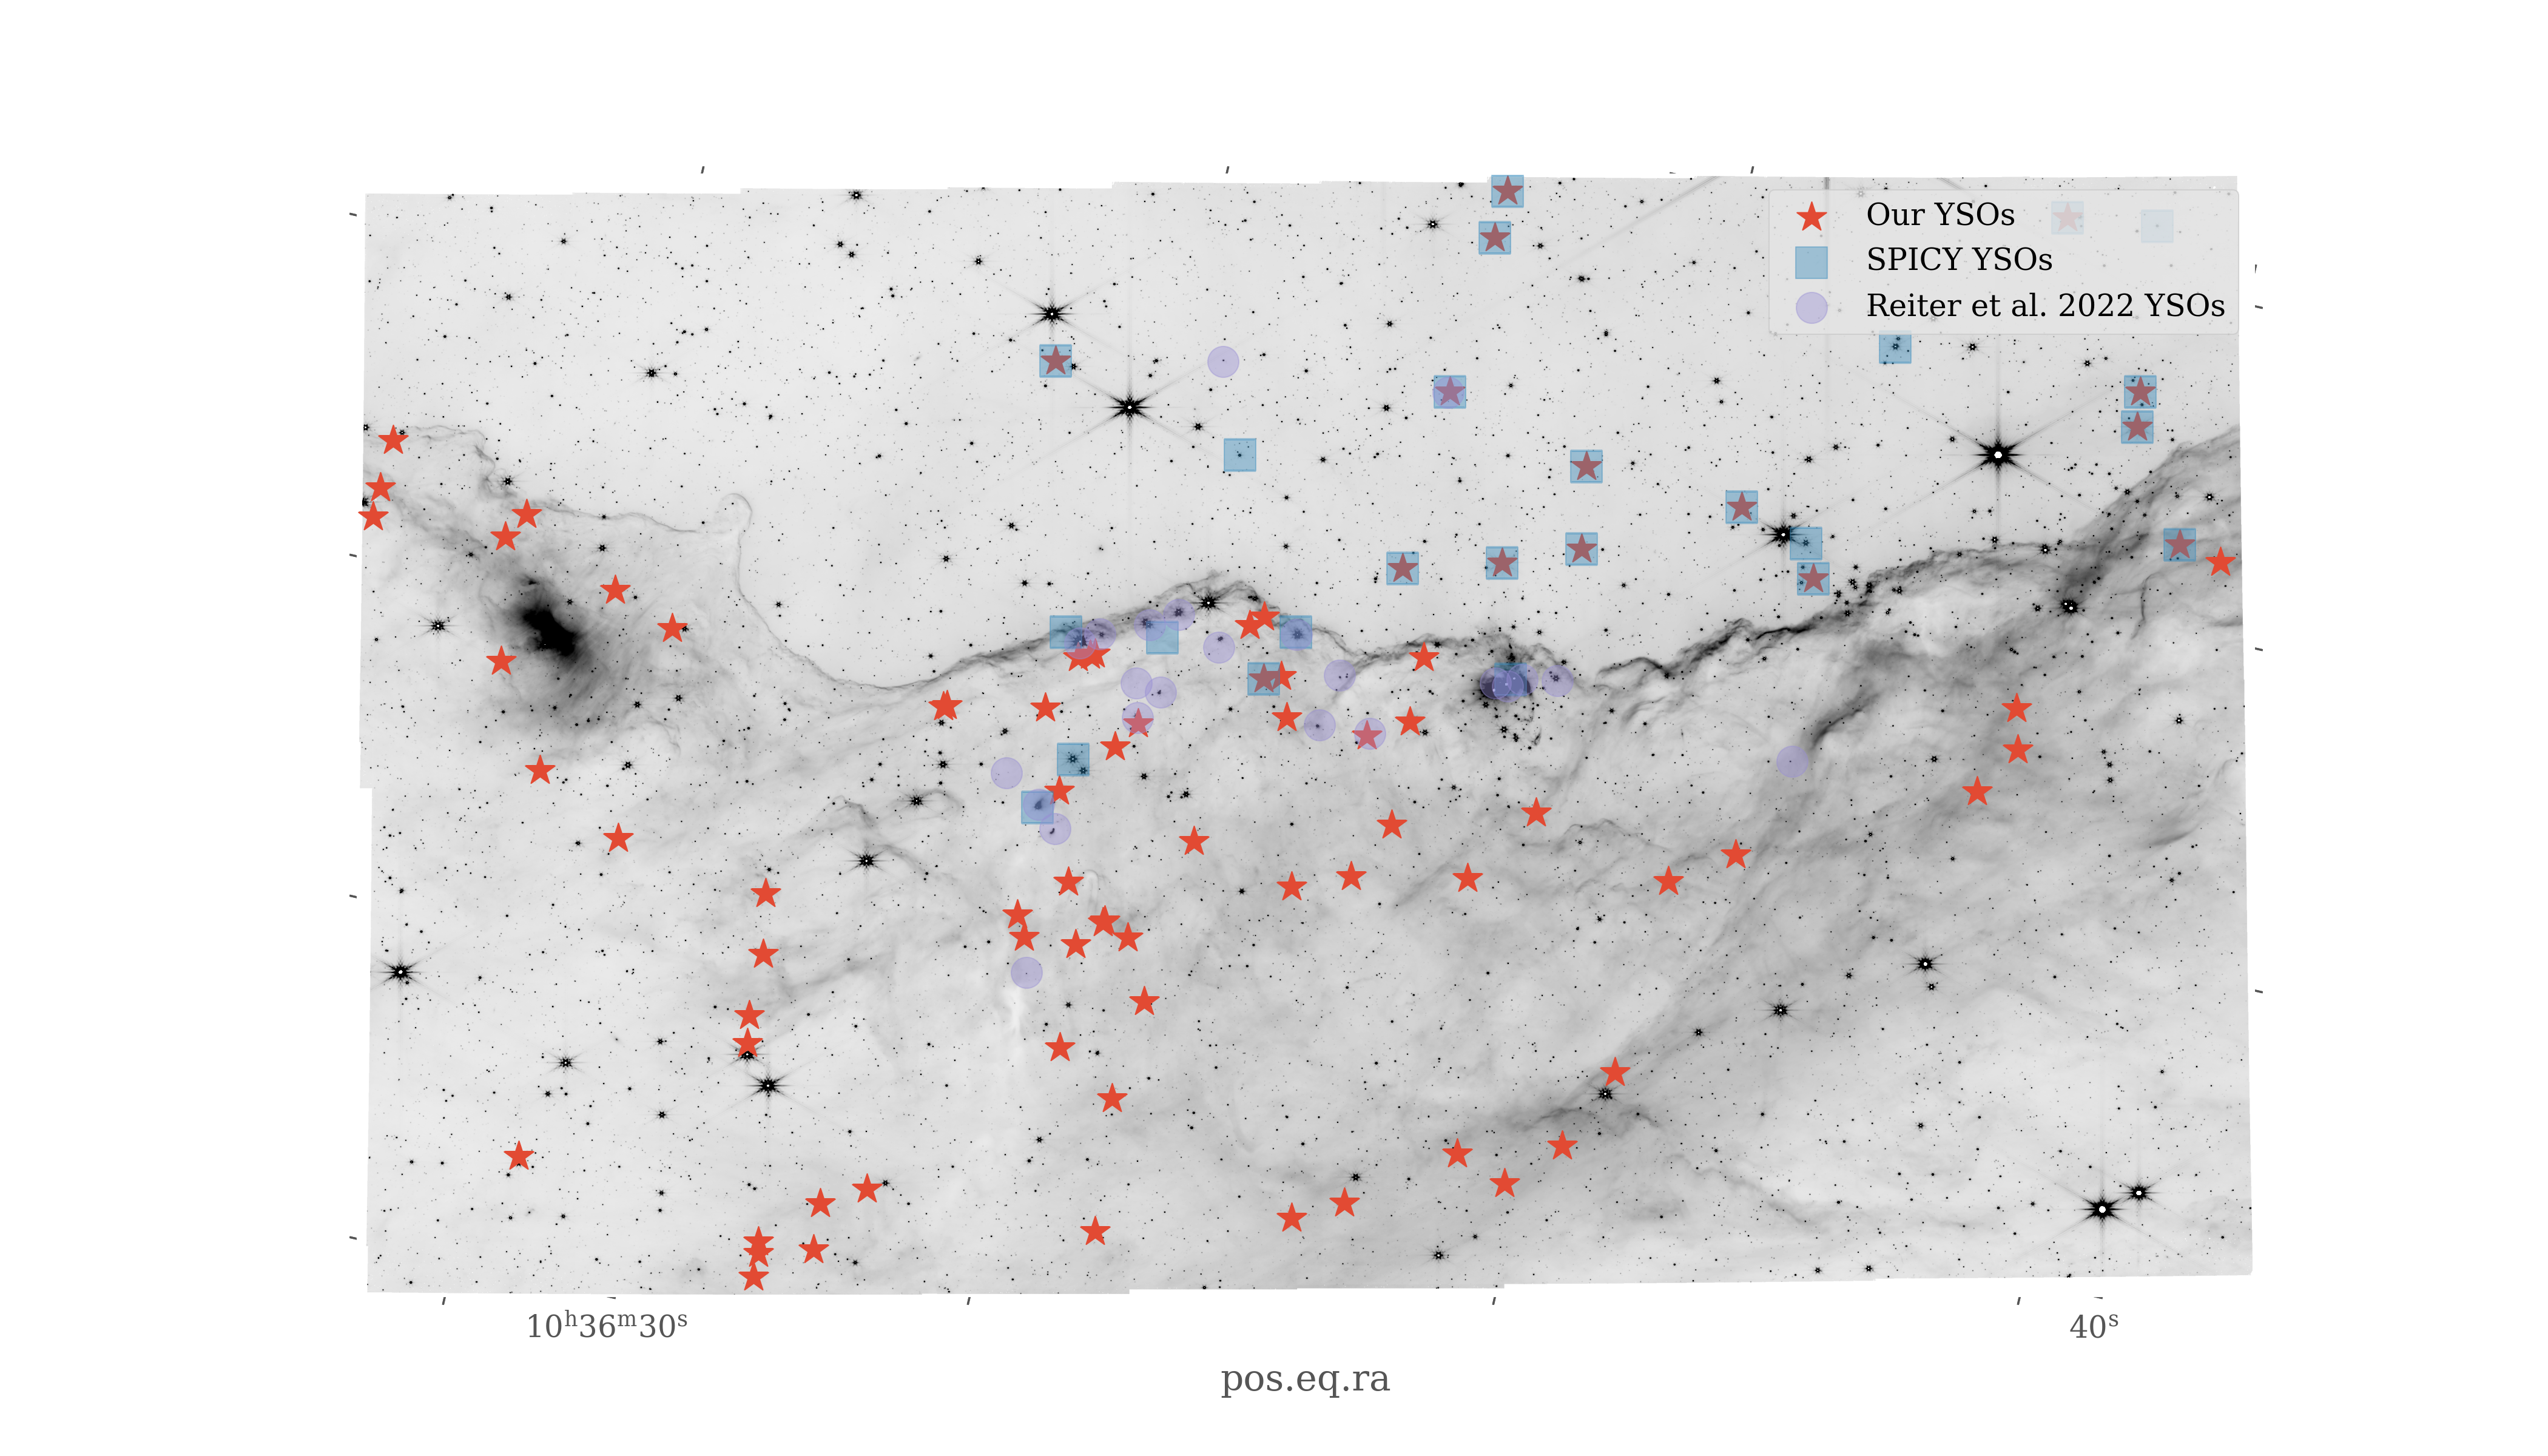 Our YSOs
SPICY YSOs
Reiter et al. 2022 YSOs
10ʰ36ᵐ30ˢ
40ˢ
pos.eq.ra